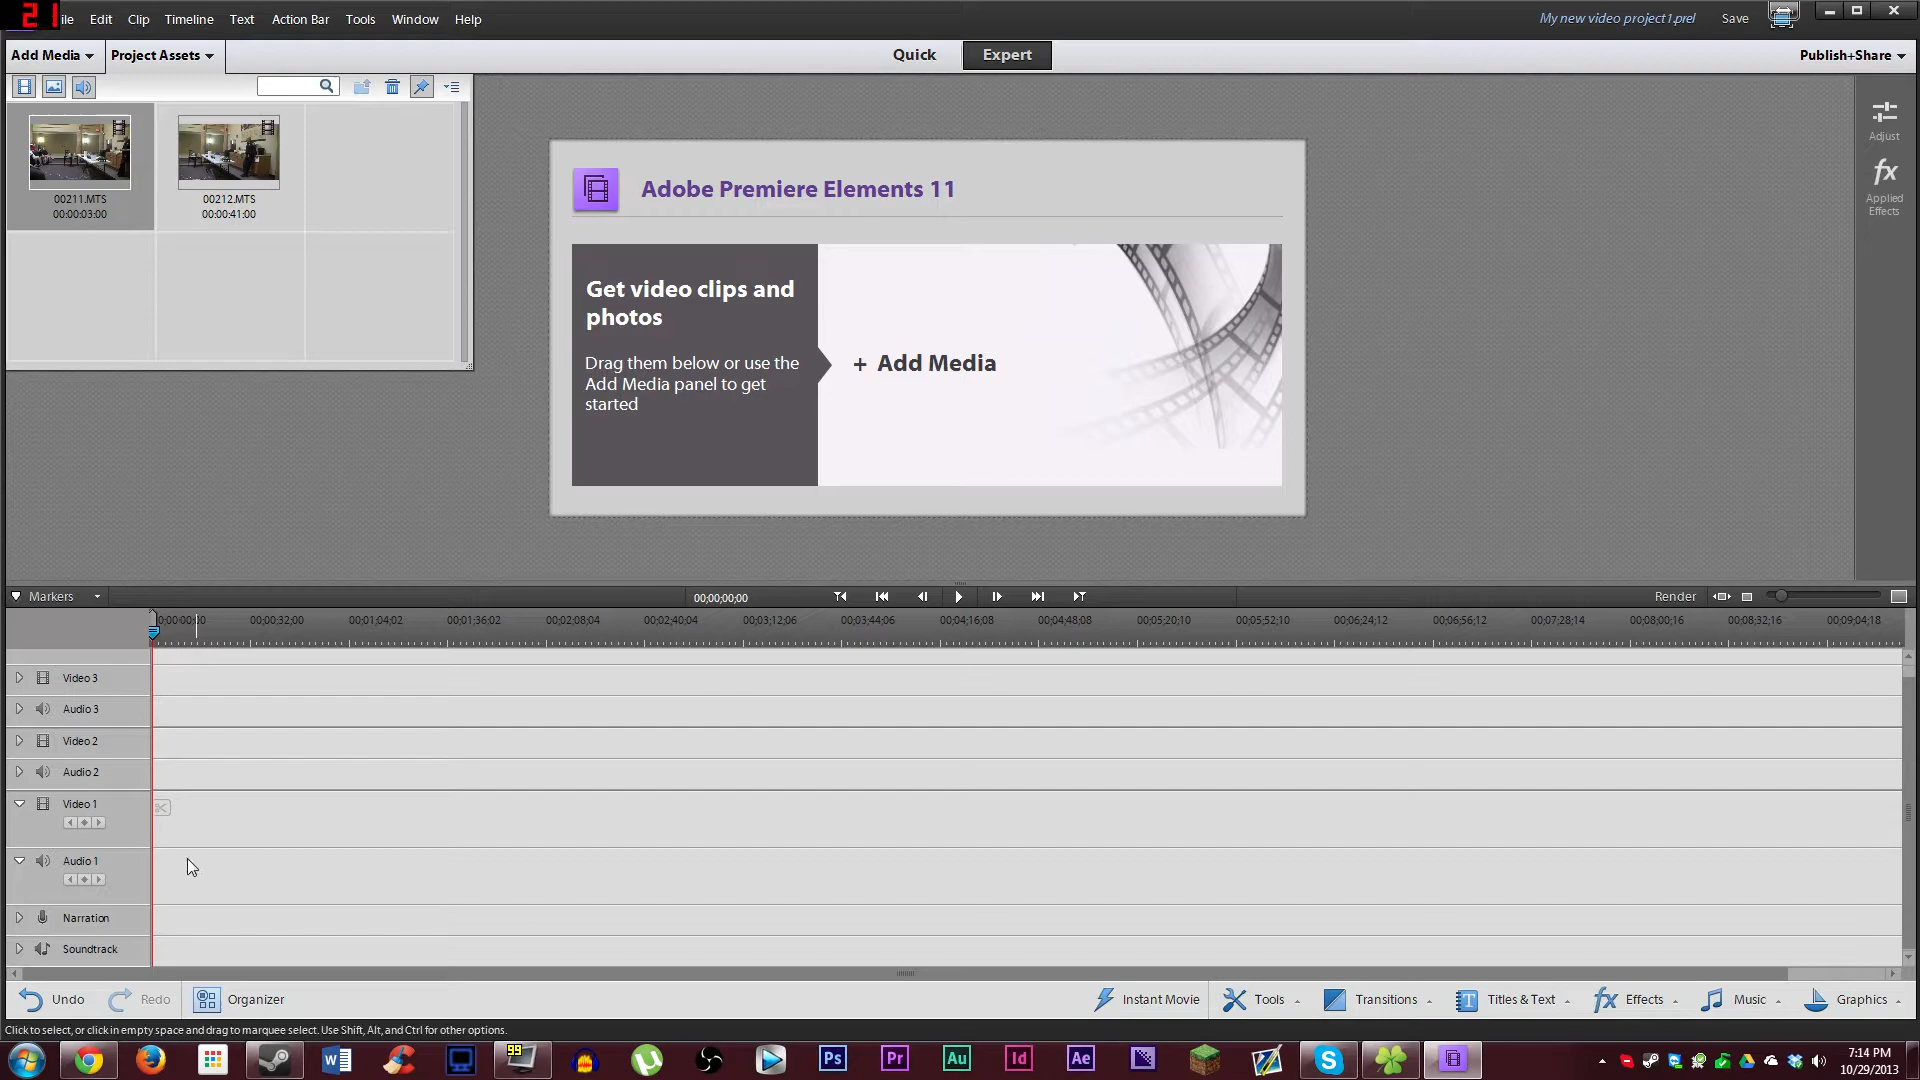 21
ile Edit Clip Timeline Text Action Bar Tools Window Help
My new video project1.prel Save
Add Media Project Assets
Quick Expert
Publish+Share
00211.MTS
00:00:03:00
00212.MTS
00:00:41:00
Adobe Premiere Elements 11
Get video clips and
photos
Drag them below or use the
Add Media panel to get
started
+ Add Media
Adjust
fx
Applied
Effects
Markers
00;00;00;00
Render
0;00;00;00 00;00;32;00 00;01;04;02 00;01;36;02 00;02;08;04 00;02;40;04 00;03;12;06 00;03;44;06 00;04;16;08 00;04;48;08 00;05;20;10 00;05;52;10 00;06;24;12 00;06;56;12 00;07;28;14 00;08;00;16 00;08;32;16 00;09;04;18
Video 3
Audio 3
Video 2
Audio 2
Video 1
Audio 1
Narration
Soundtrack
Undo Redo Organizer
Instant Movie Tools Transitions T Titles & Text fx Effects Music Graphics
Click to select, or click in empty space and drag to marquee select. Use Shift, Alt, and Ctrl for other options.
99
W Ps Pr Au Id Ae S
7:14 PM
10/29/2013